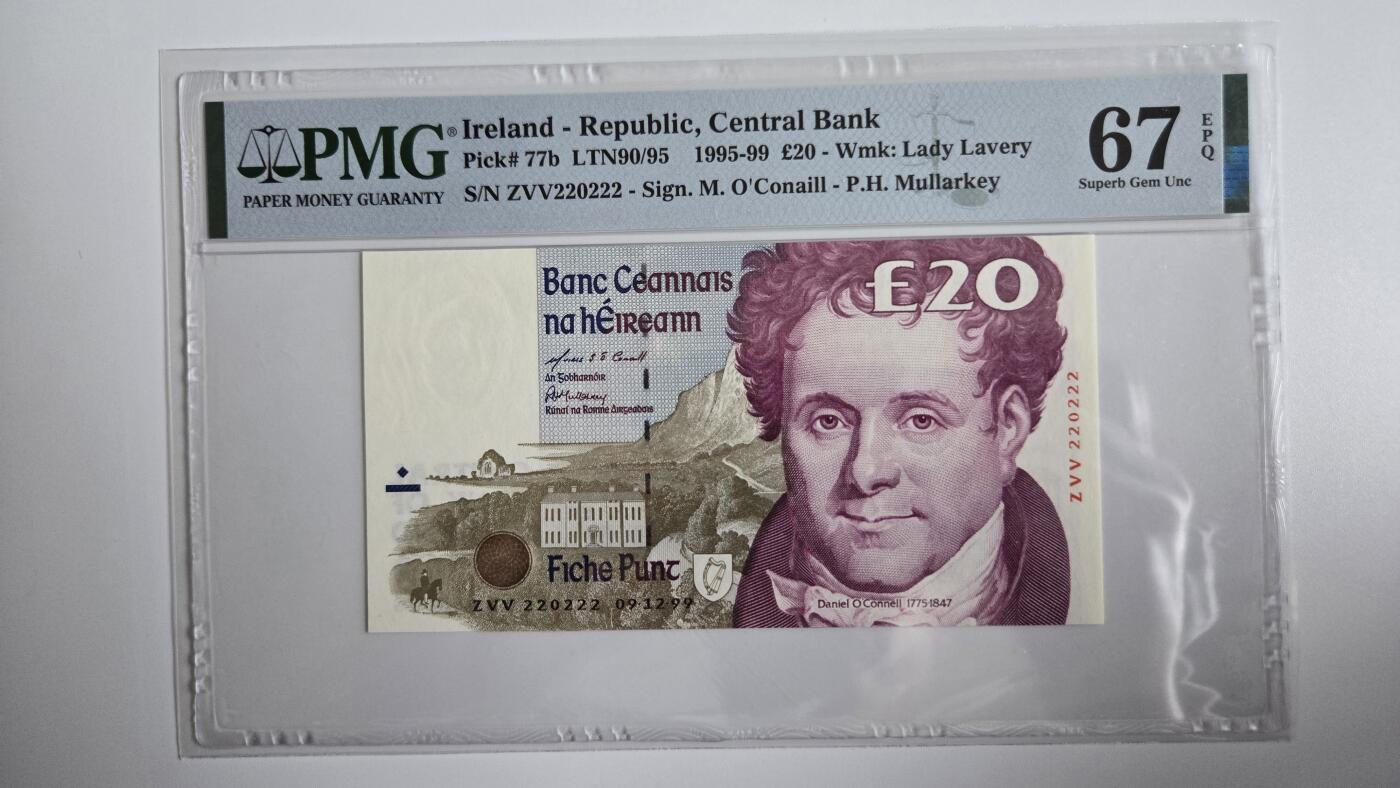 PMG®
PAPER MONEY GUARANTY
Ireland - Republic, Central Bank
Pick# 77b LTN90/95 1995-99 £20 - Wmk: Lady Lavery
S/N ZVV220222 - Sign. M. O'Conaill - P.H. Mullarkey
67
EPQ
Superb Gem Unc
Banc Ceannais
na hÉireann
£20
An Gobharnóir
Rúnaí na Roinne Airgeadais
ZVV 220222
Fiche Punt
ZVV 220222 091299
Daniel O'Connell 1775-1847